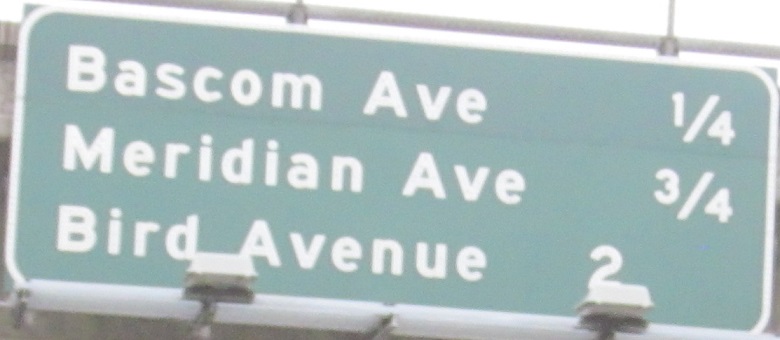 Bascom Ave 1/4
Meridian Ave 3/4
Bird Avenue 2